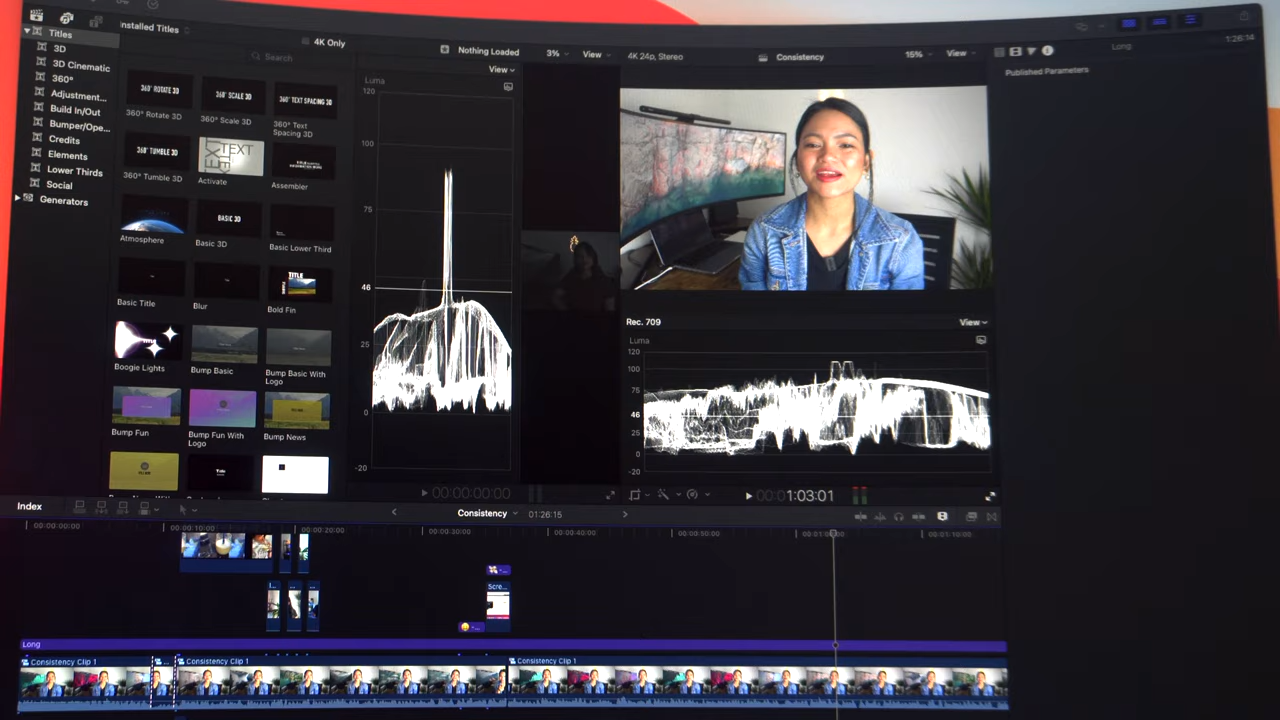 Installed Titles
4K Only
Nothing Loaded
3%
View
4K 24p, Stereo
Consistency
15%
View
Long
1:26:14
Titles
3D
3D Cinematic
360°
Adjustment...
Build In/Out
Bumper/Ope...
Credits
Elements
Lower Thirds
Social
Generators
Search
360° ROTATE 3D
360° SCALE 3D
360° TEXT SPACING 3D
360° Rotate 3D
360° Scale 3D
360° Text Spacing 3D
360° TUMBLE 3D
TEXT
360° Tumble 3D
Activate
Assembler
BASIC 3D
Atmosphere
Basic 3D
Basic Lower Third
TITLE
Basic Title
Blur
Bold Fin
Boogie Lights
Bump Basic
Bump Basic With Logo
Bump Fun
Bump Fun With Logo
Bump News
View
Luma
120
100
75
46
25
0
-20
00:00:00:00
Published Parameters
Rec. 709
View
Luma
120
100
75
46
25
0
-20
00:01:03:01
Index
Consistency
01:26:15
00:00:00:00
00:00:10:00
00:00:20:00
00:00:30:00
00:00:40:00
00:00:50:00
00:01:10:00
Scre...
Long
Consistency Clip 1
Consistency Clip 1
Consistency Clip 1